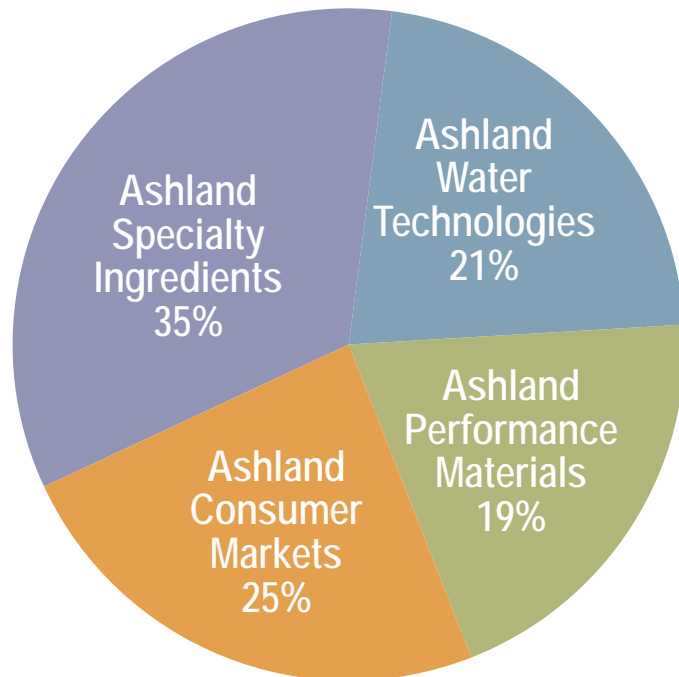 Ashland
Specialty
Ingredients
35%
Ashland
Water
Technologies
21%
Ashland
Performance
Materials
19%
Ashland
Consumer
Markets
25%